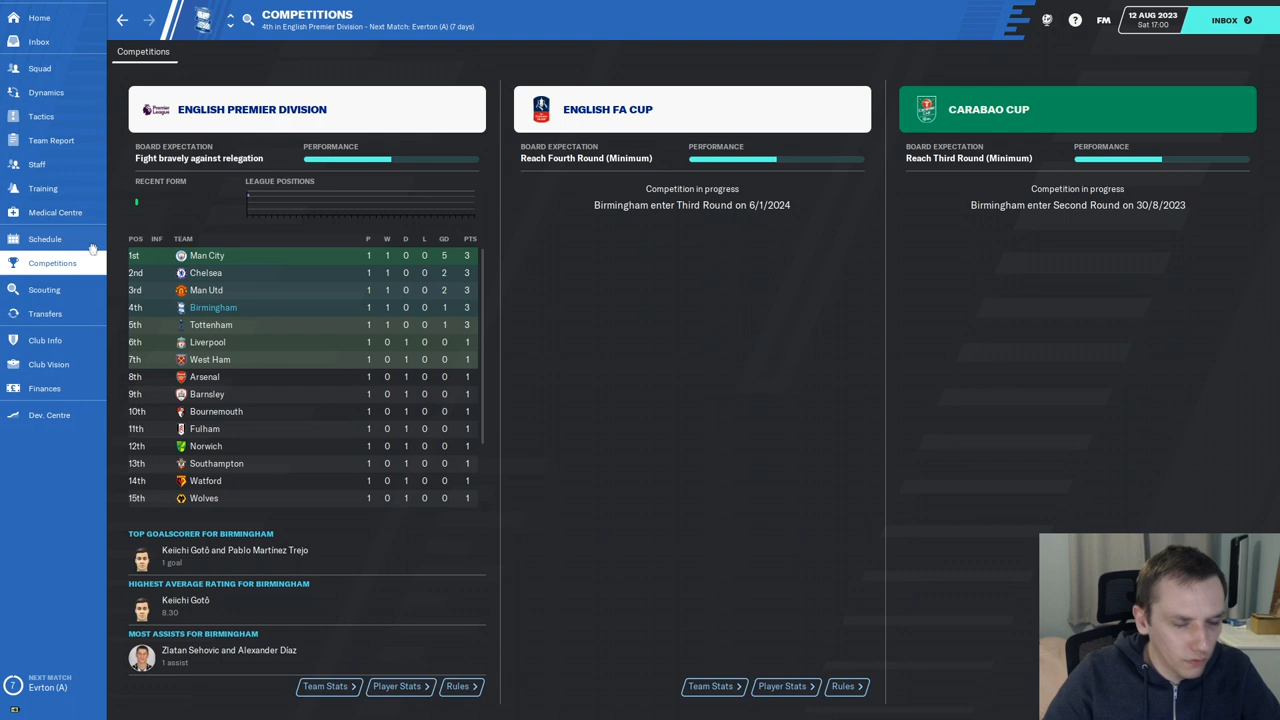 Home
COMPETITIONS
4th in English Premier Division - Next Match: Everton (A) (7 days)
FM
12 AUG 2023
Sat 17:00
INBOX
Inbox
Squad
Dynamics
Tactics
Team Report
Staff
Training
Medical Centre
Schedule
Competitions
Scouting
Transfers
Club Info
Club Vision
Finances
Dev. Centre
NEXT MATCH
7
Evrton (A)
Competitions
ENGLISH PREMIER DIVISION
BOARD EXPECTATION
PERFORMANCE
Fight bravely against relegation
RECENT FORM
LEAGUE POSITIONS
POS INF TEAM P W D L GD PTS
1st Man City 1 1 0 0 5 3
2nd Chelsea 1 1 0 0 2 3
3rd Man Utd 1 1 0 0 2 3
4th Birmingham 1 1 0 0 1 3
5th Tottenham 1 1 0 0 1 3
6th Liverpool 1 0 1 0 0 1
7th West Ham 1 0 1 0 0 1
8th Arsenal 1 0 1 0 0 1
9th Barnsley 1 0 1 0 0 1
10th Bournemouth 1 0 1 0 0 1
11th Fulham 1 0 1 0 0 1
12th Norwich 1 0 1 0 0 1
13th Southampton 1 0 1 0 0 1
14th Watford 1 0 1 0 0 1
15th Wolves 1 0 1 0 0 1
TOP GOALSCORER FOR BIRMINGHAM
Keiichi Gotô and Pablo Martínez Trejo
1 goal
HIGHEST AVERAGE RATING FOR BIRMINGHAM
Keiichi Gotô
8.30
MOST ASSISTS FOR BIRMINGHAM
Zlatan Sehovic and Alexander Díaz
1 assist
Team Stats
Player Stats
Rules
ENGLISH FA CUP
BOARD EXPECTATION
PERFORMANCE
Reach Fourth Round (Minimum)
Competition in progress
Birmingham enter Third Round on 6/1/2024
Team Stats
Player Stats
Rules
CARABAO CUP
BOARD EXPECTATION
PERFORMANCE
Reach Third Round (Minimum)
Competition in progress
Birmingham enter Second Round on 30/8/2023